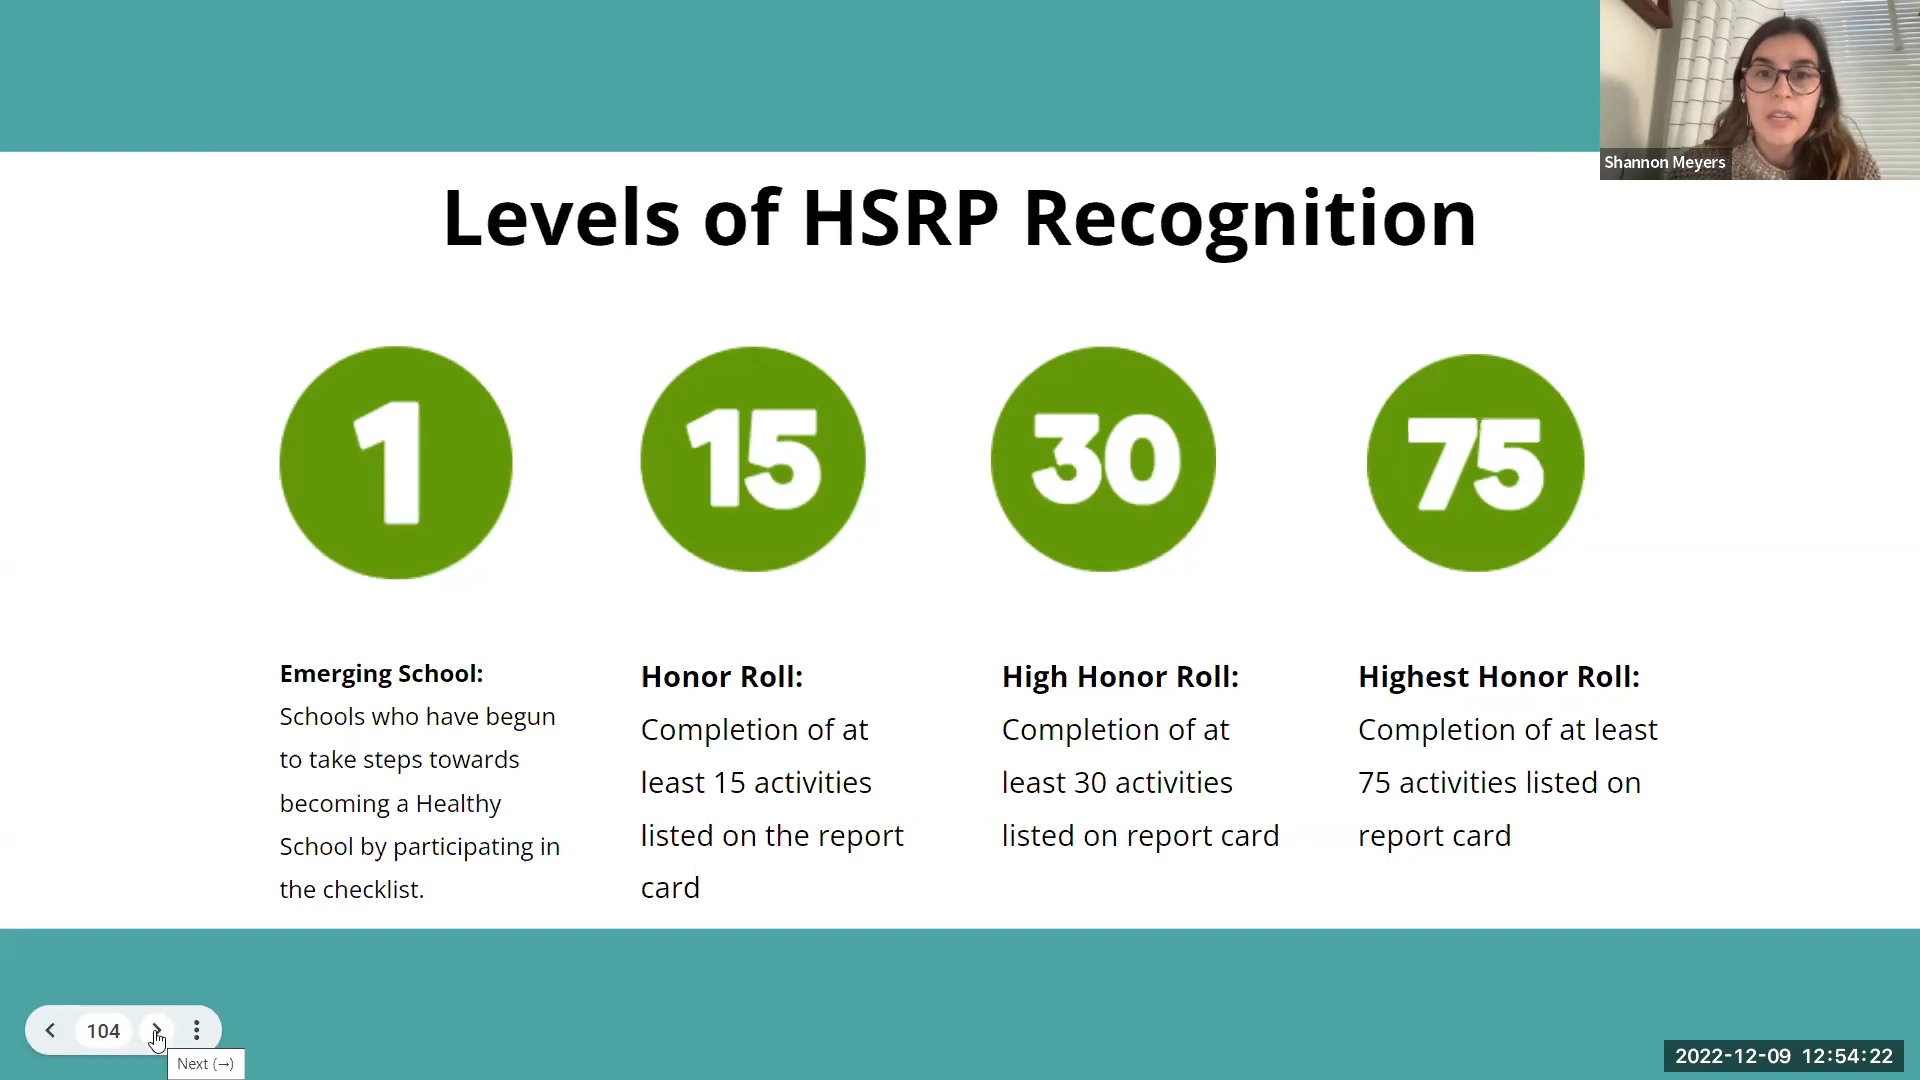 Shannon Meyers
Levels of HSRP Recognition
1
15
30
75
Emerging School:
Schools who have begun
to take steps towards
becoming a Healthy
School by participating in
the checklist.
Honor Roll:
Completion of at
least 15 activities
listed on the report
card
High Honor Roll:
Completion of at
least 30 activities
listed on report card
Highest Honor Roll:
Completion of at least
75 activities listed on
report card
104
Next (→)
2022-12-09 12:54:22